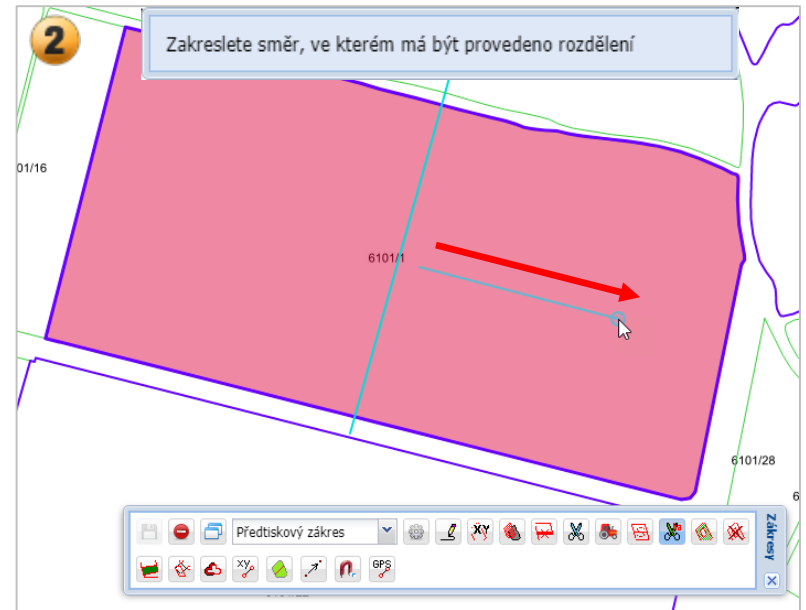 2
Zakreslete směr, ve kterém má být provedeno rozdělení
01/16
6101/1
6101/28
6
Předtiskový zákres
XY
Zákresy
XY
GPS